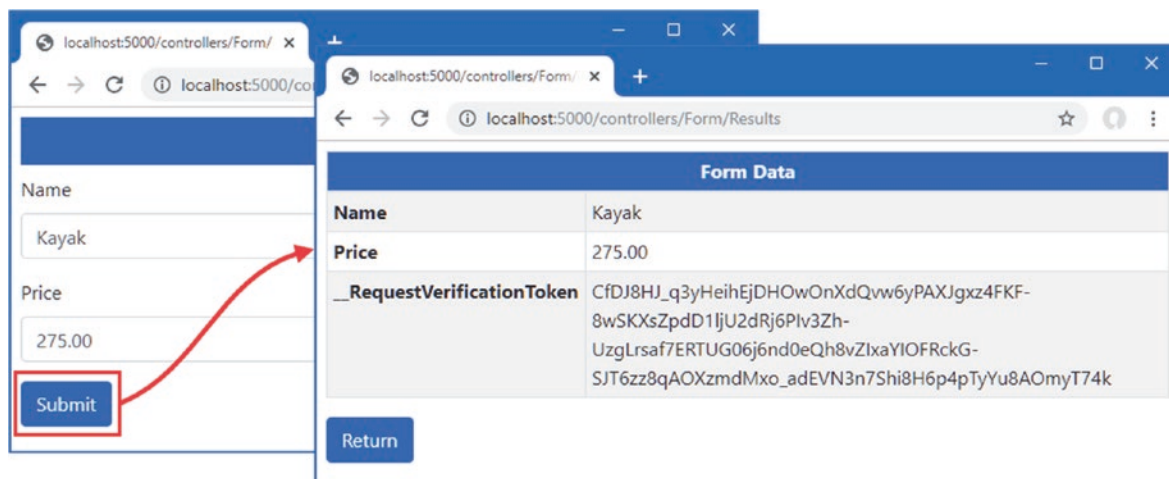 localhost:5000/controllers/Form/
localhost:5000/co
Name
Kayak
Price
275.00
Submit
localhost:5000/controllers/Form/
localhost:5000/controllers/Form/Results
Form Data
Name Kayak
Price 275.00
__RequestVerificationToken CfDJ8HJ_q3yHeihEjDHOwOnXdQvw6yPAXJgxz4FKF-
8wSKXsZpdD1ljU2dRj6PIv3Zh-
UzgLrsaf7ERTUG06j6nd0eQh8vZIxaYIOFRckG-
SJT6zz8qAOXzmdMxo_adEVN3n7Shi8H6p4pTyYu8AOmyT74k
Return